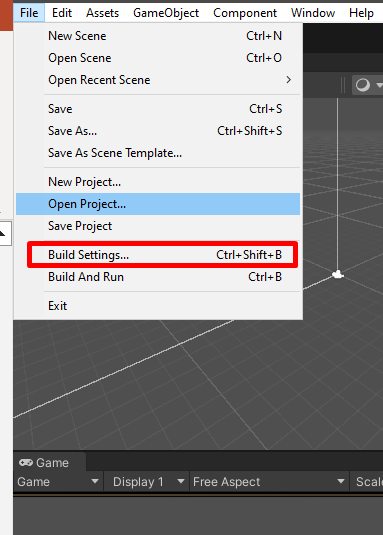 File Edit Assets GameObject Component Window Help
New Scene Ctrl+N
Open Scene Ctrl+O
Open Recent Scene
Save Ctrl+S
Save As... Ctrl+Shift+S
Save As Scene Template...
New Project...
Open Project...
Save Project
Build Settings... Ctrl+Shift+B
Build And Run Ctrl+B
Exit
Game
Game Display 1 Free Aspect Scal